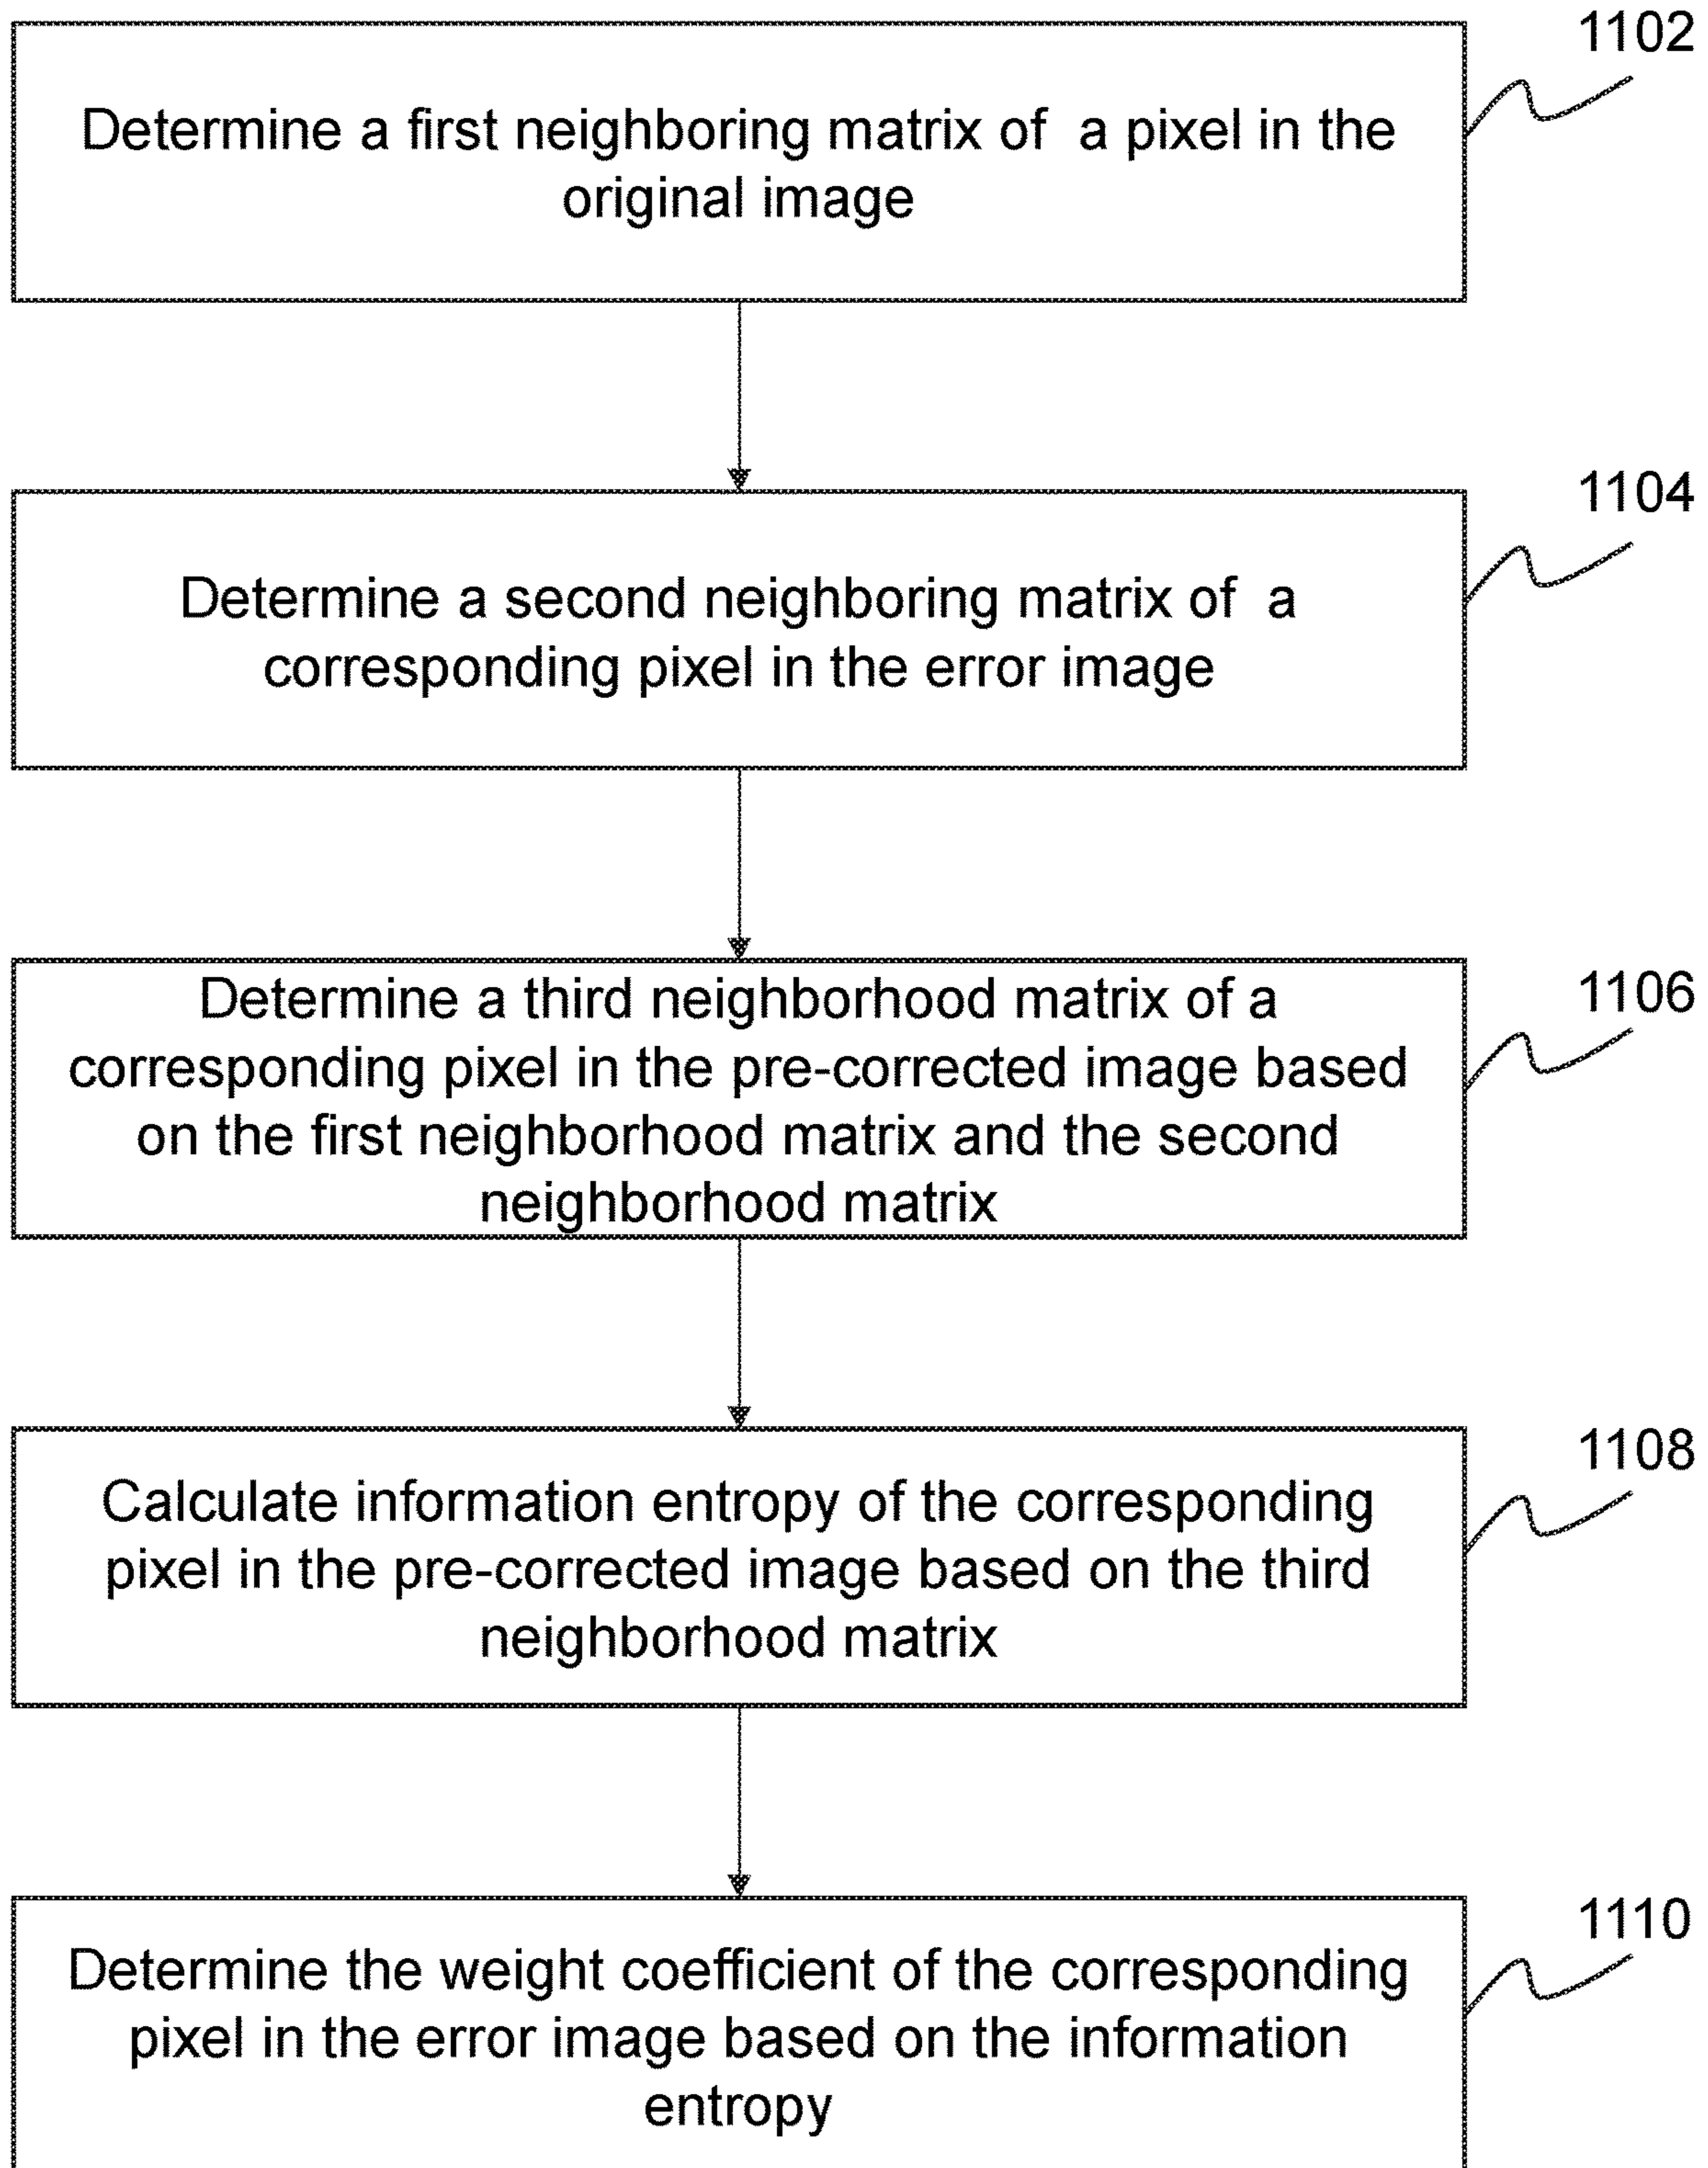 1102
Determine a first neighboring matrix of a pixel in the
original image
1104
Determine a second neighboring matrix of a
corresponding pixel in the error image
1106
Determine a third neighborhood matrix of a
corresponding pixel in the pre-corrected image based
on the first neighborhood matrix and the second
neighborhood matrix
1108
Calculate information entropy of the corresponding
pixel in the pre-corrected image based on the third
neighborhood matrix
1110
Determine the weight coefficient of the corresponding
pixel in the error image based on the information
entropy